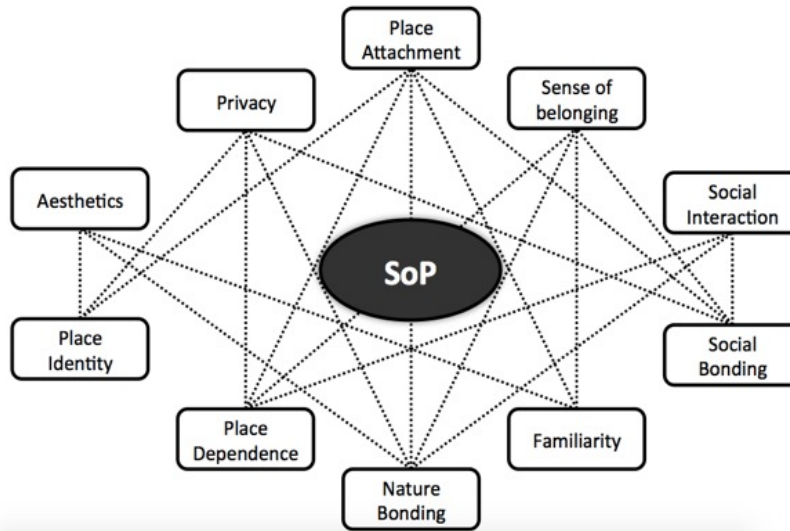 Place
Attachment
Privacy
Sense of
belonging
Aesthetics
Social
Interaction
SoP
Place
Identity
Social
Bonding
Place
Dependence
Familiarity
Nature
Bonding